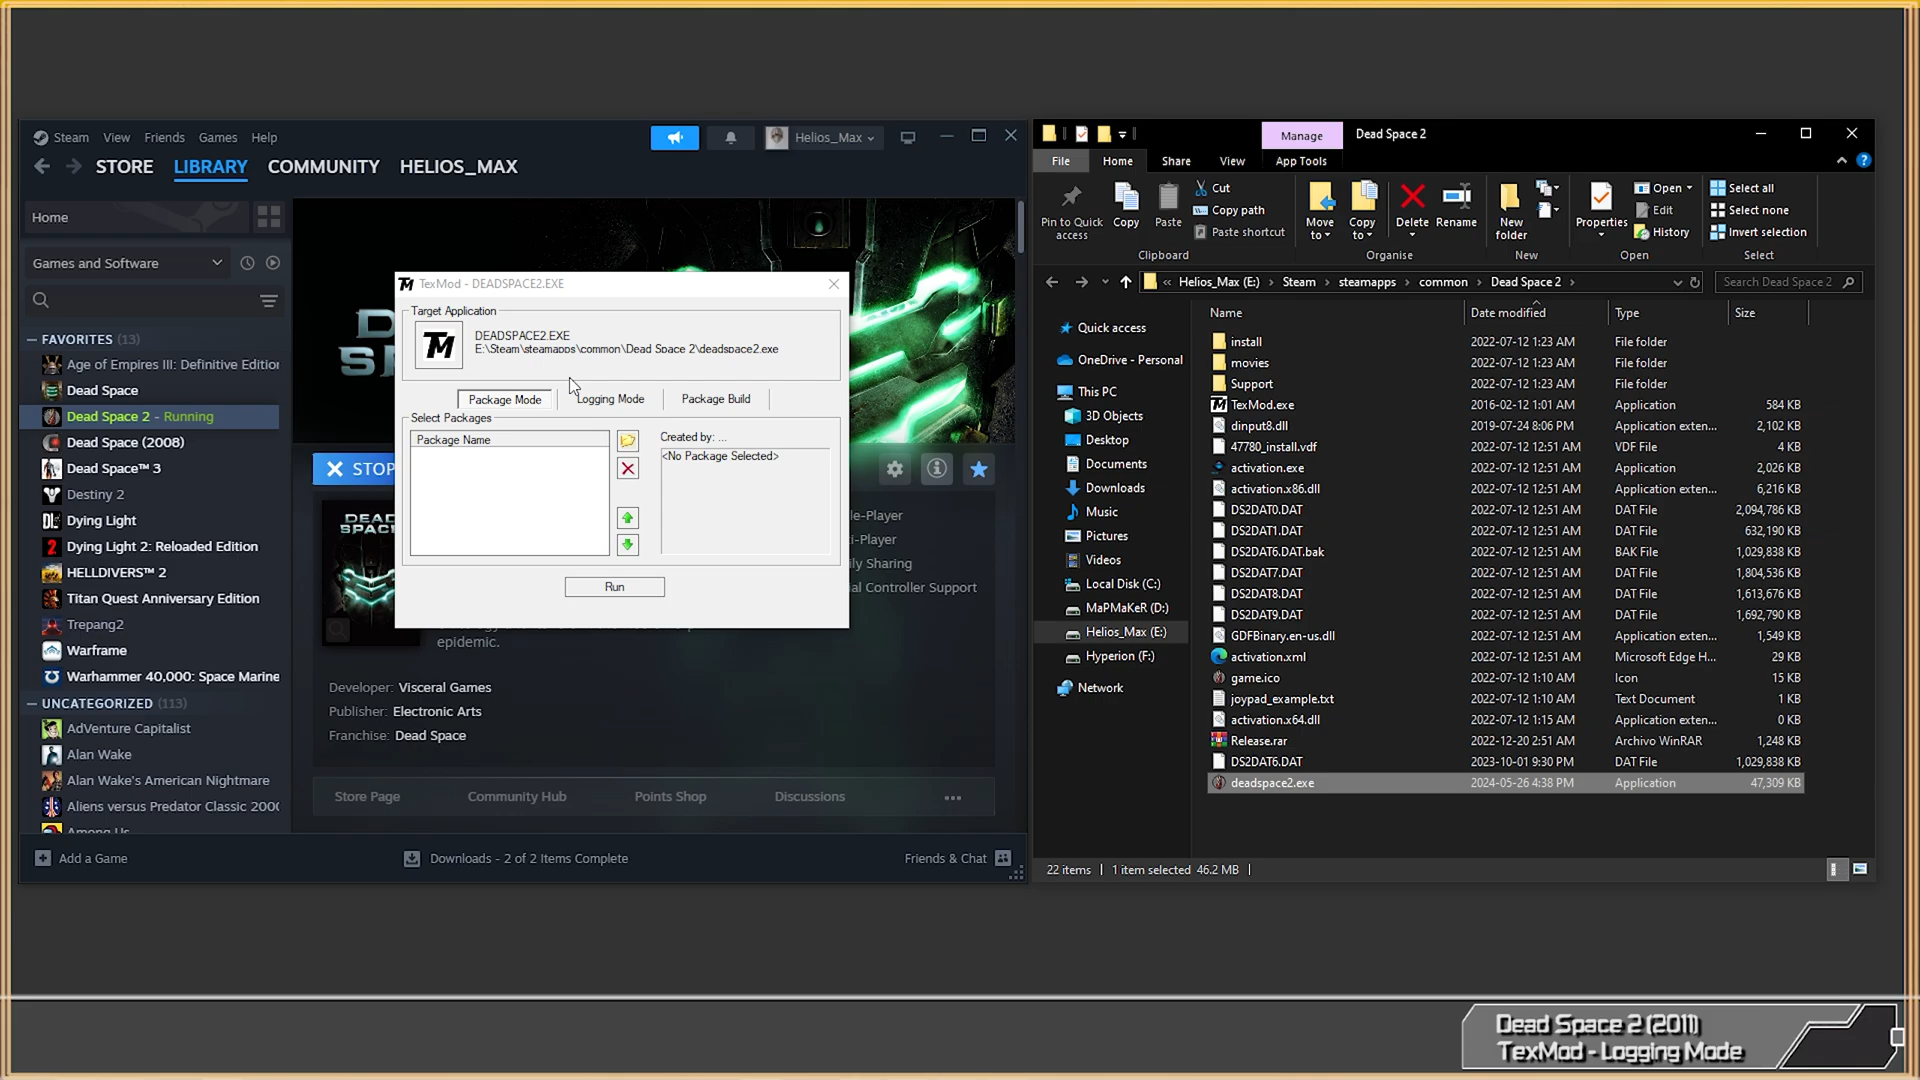 Steam View Friends Games Help
Helios_Max
STORE LIBRARY COMMUNITY HELIOS_MAX
Home
Games and Software
FAVORITES (13)
Age of Empires III: Definitive Editior
Dead Space
Dead Space 2 - Running
Dead Space (2008)
Dead Space™ 3
Destiny 2
Dying Light
Dying Light 2: Reloaded Edition
HELLDIVERS™ 2
Titan Quest Anniversary Edition
Trepang2
Warframe
Warhammer 40,000: Space Marine
UNCATEGORIZED (113)
AdVenture Capitalist
Alan Wake
Alan Wake's American Nightmare
Aliens versus Predator Classic 200
Among Us
STOP
TexMod - DEADSPACE2.EXE
Target Application
DEADSPACE2.EXE
E:\Steam\steamapps\common\Dead Space 2\deadspace2.exe
Package Mode Logging Mode Package Build
Select Packages
Package Name
Created by: ...
<No Package Selected>
Run
DEAD
SPACE
le-Player
ti-Player
ily Sharing
ial Controller Support
epidemic.
Developer: Visceral Games
Publisher: Electronic Arts
Franchise: Dead Space
Store Page Community Hub Points Shop Discussions ...
Add a Game
Downloads - 2 of 2 Items Complete
Friends & Chat
Manage Dead Space 2
File Home Share View App Tools
Pin to Quick access
Copy
Paste
Cut
Copy path
Paste shortcut
Clipboard
Move to
Copy to
Delete
Rename
Organise
New folder
New
Properties
Open
Edit
History
Open
Select all
Select none
Invert selection
Select
« Helios_Max (E:) › Steam › steamapps › common › Dead Space 2 ›
Search Dead Space 2
Quick access
OneDrive - Personal
This PC
3D Objects
Desktop
Documents
Downloads
Music
Pictures
Videos
Local Disk (C:)
MaPMaKeR (D:)
Helios_Max (E:)
Hyperion (F:)
Network
Name Date modified Type Size
install 2022-07-12 1:23 AM File folder
movies 2022-07-12 1:23 AM File folder
Support 2022-07-12 1:23 AM File folder
TexMod.exe 2016-02-12 1:01 AM Application 584 KB
dinput8.dll 2019-07-24 8:06 PM Application exten... 2,102 KB
47780_install.vdf 2022-07-12 12:51 AM VDF File 4 KB
activation.exe 2022-07-12 12:51 AM Application 2,026 KB
activation.x86.dll 2022-07-12 12:51 AM Application exten... 6,216 KB
DS2DAT0.DAT 2022-07-12 12:51 AM DAT File 2,094,786 KB
DS2DAT1.DAT 2022-07-12 12:51 AM DAT File 632,190 KB
DS2DAT6.DAT.bak 2022-07-12 12:51 AM BAK File 1,029,838 KB
DS2DAT7.DAT 2022-07-12 12:51 AM DAT File 1,804,536 KB
DS2DAT8.DAT 2022-07-12 12:51 AM DAT File 1,613,676 KB
DS2DAT9.DAT 2022-07-12 12:51 AM DAT File 1,692,790 KB
GDFBinary.en-us.dll 2022-07-12 12:51 AM Application exten... 1,549 KB
activation.xml 2022-07-12 12:51 AM Microsoft Edge H... 29 KB
game.ico 2022-07-12 1:10 AM Icon 15 KB
joypad_example.txt 2022-07-12 1:10 AM Text Document 1 KB
activation.x64.dll 2022-07-12 1:15 AM Application exten... 0 KB
Release.rar 2022-12-20 2:51 AM Archivo WinRAR 1,248 KB
DS2DAT6.DAT 2023-10-01 9:30 PM DAT File 1,029,838 KB
deadspace2.exe 2024-05-26 4:38 PM Application 47,309 KB
22 items 1 item selected 46.2 MB
Dead Space 2 (2011)
TexMod - Logging Mode